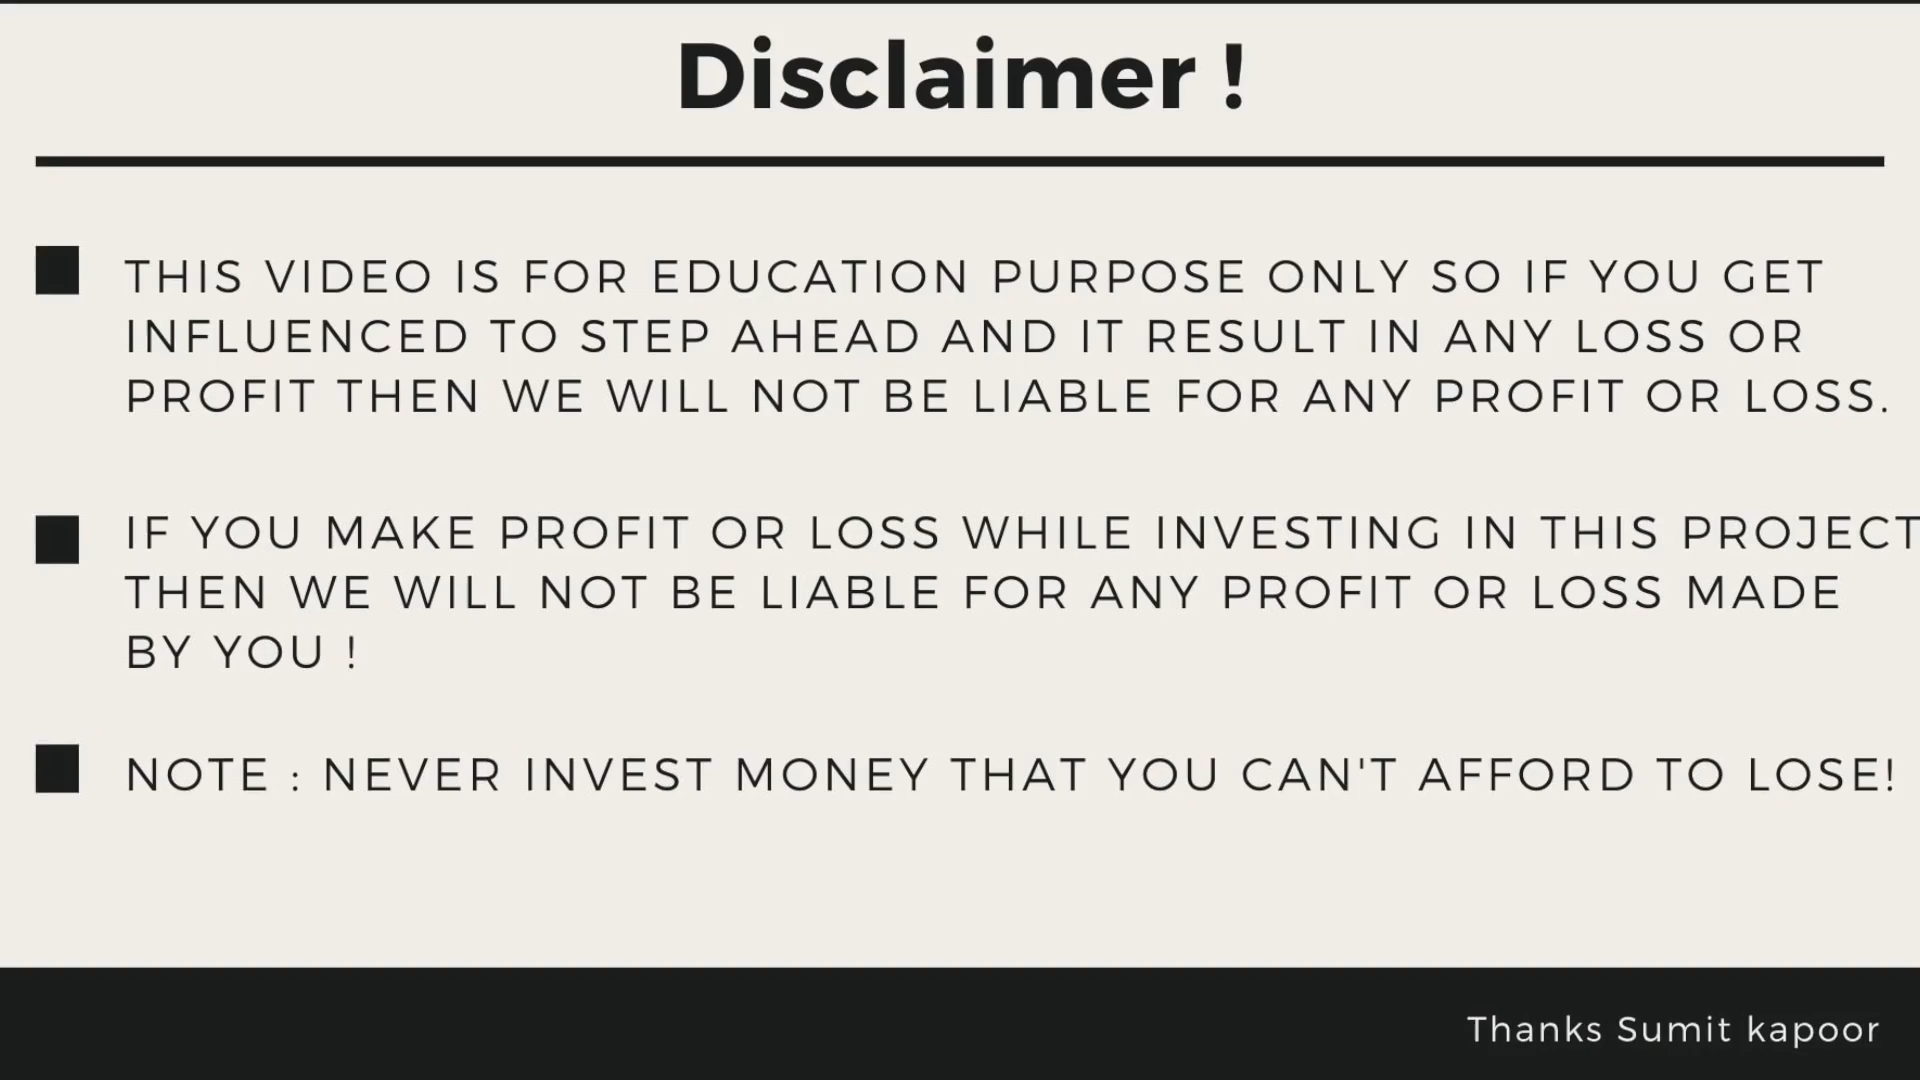 Disclaimer !
THIS VIDEO IS FOR EDUCATION PURPOSE ONLY SO IF YOU GET
INFLUENCED TO STEP AHEAD AND IT RESULT IN ANY LOSS OR
PROFIT THEN WE WILL NOT BE LIABLE FOR ANY PROFIT OR LOSS.
IF YOU MAKE PROFIT OR LOSS WHILE INVESTING IN THIS PROJECT
THEN WE WILL NOT BE LIABLE FOR ANY PROFIT OR LOSS MADE
BY YOU !
NOTE : NEVER INVEST MONEY THAT YOU CAN'T AFFORD TO LOSE!
Thanks Sumit kapoor